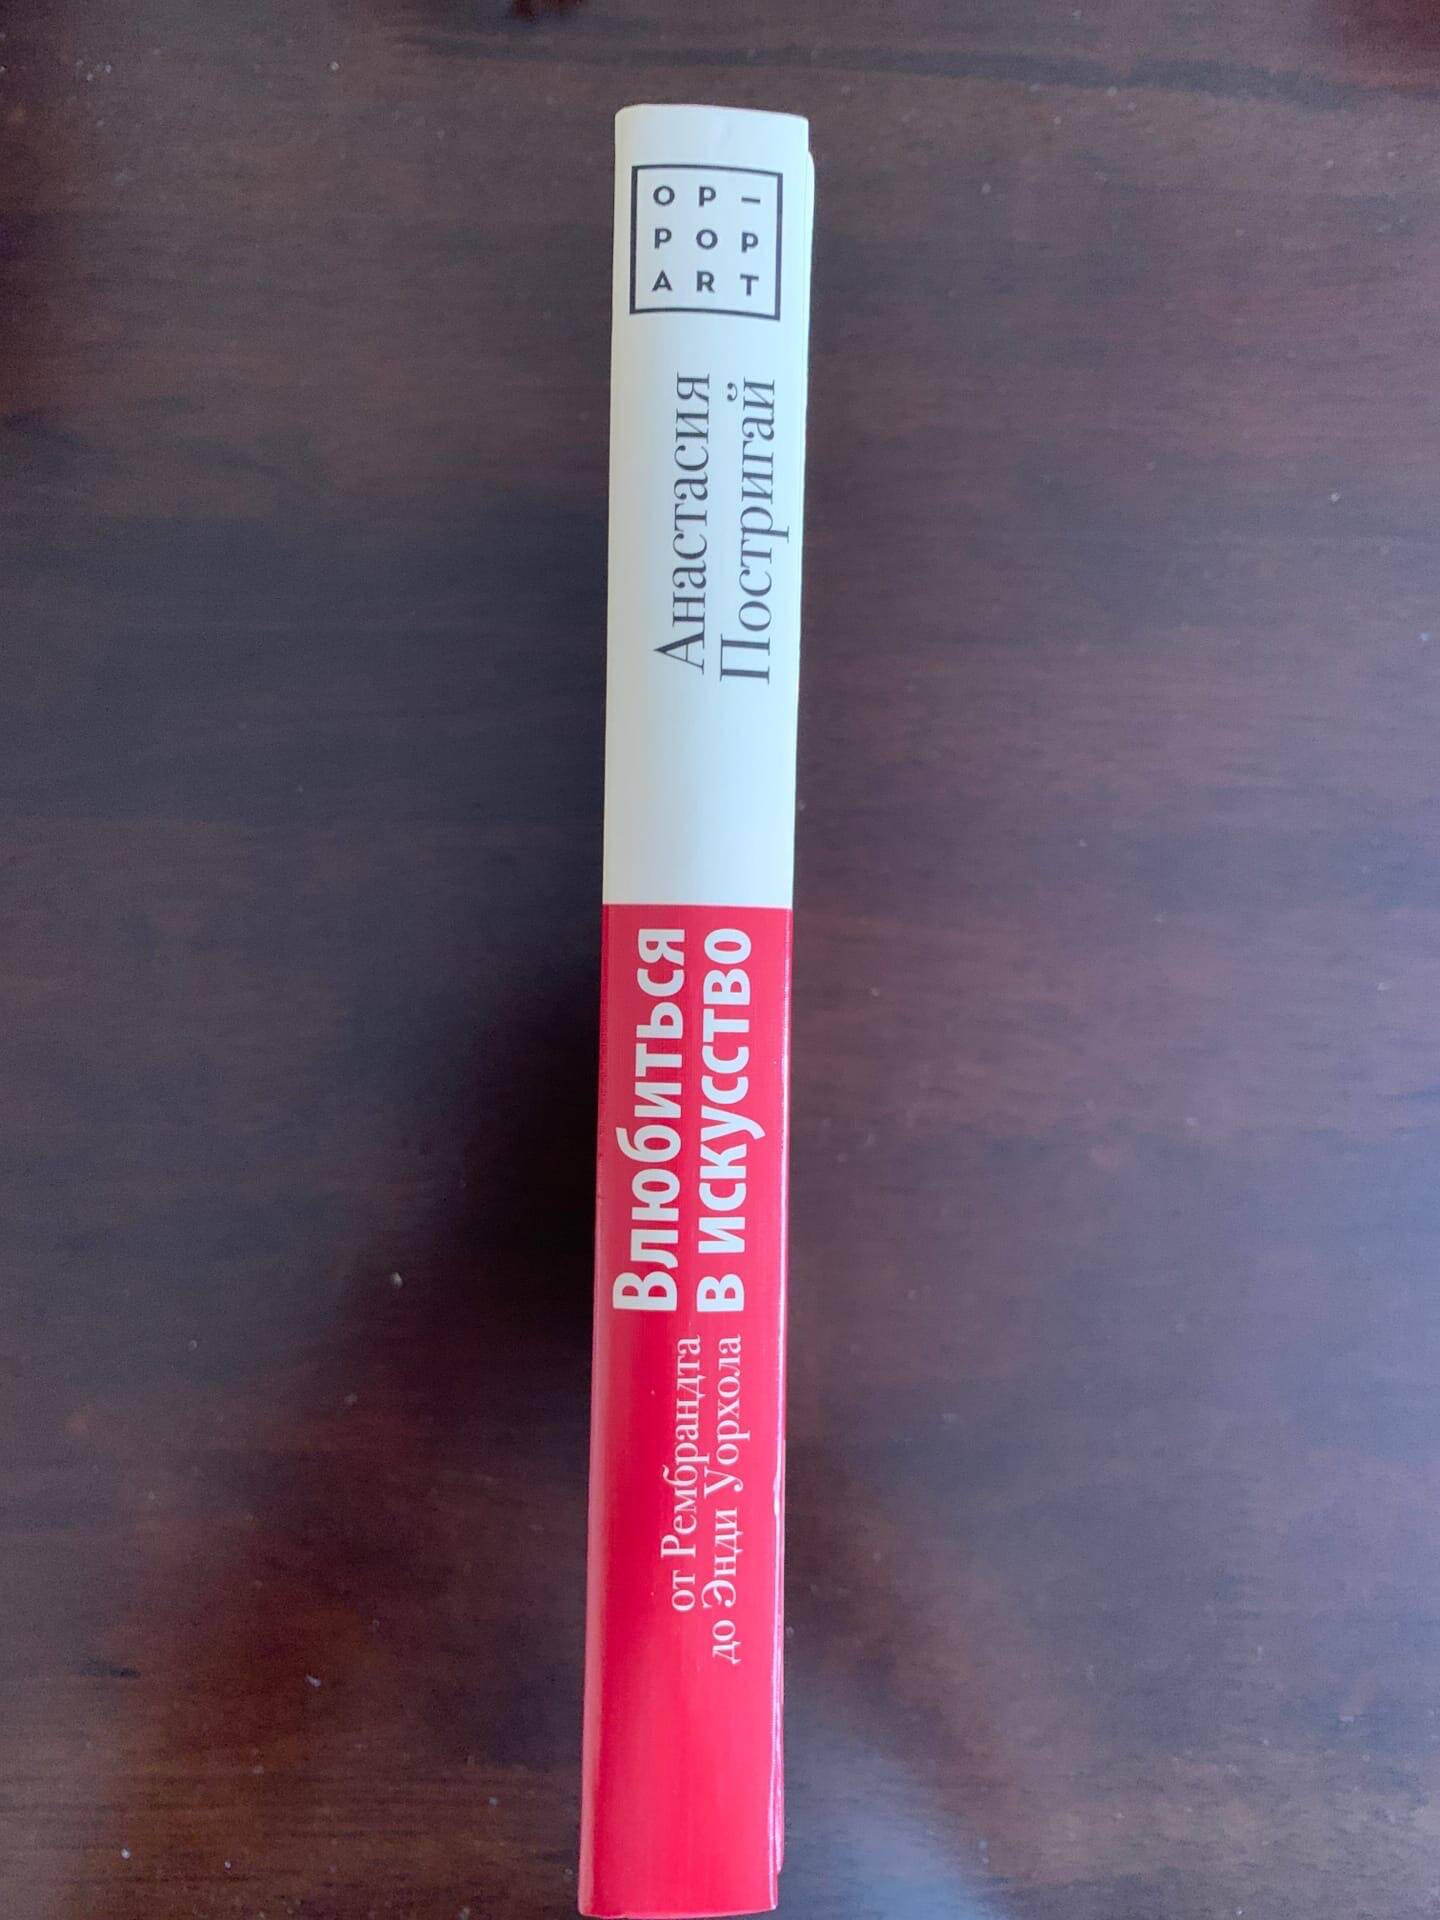 OP-
POP
ART
Анастасия
Постригай
Влюбиться
в искусство
от Рембрандта
до Энди Уорхола